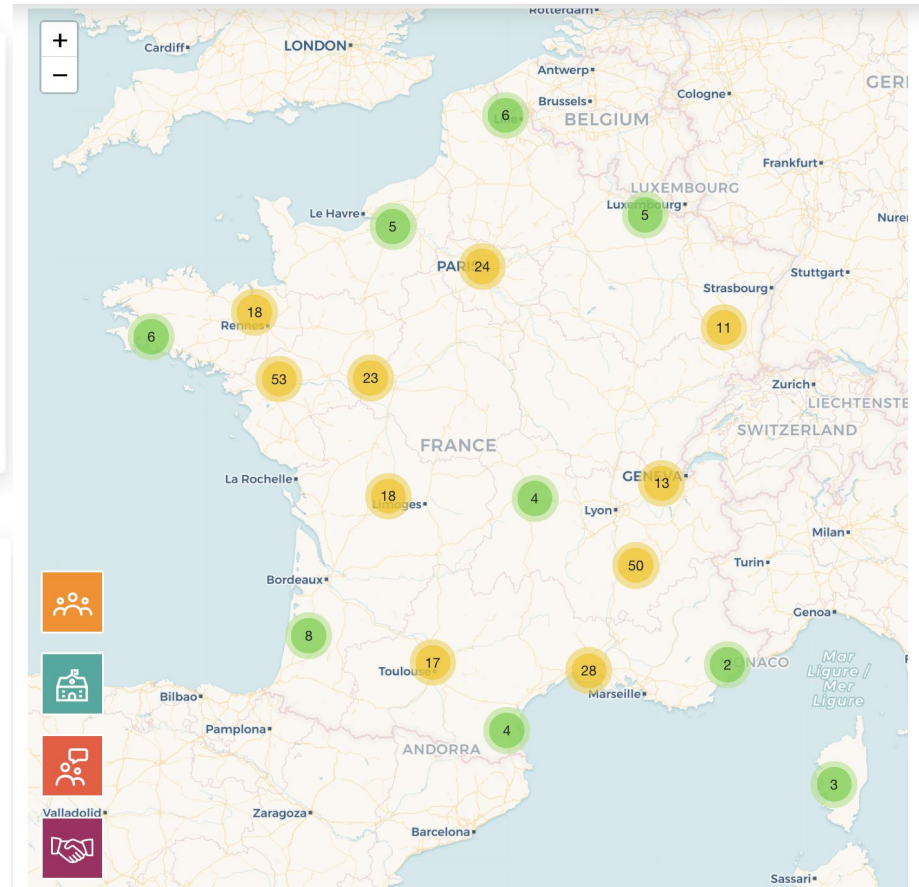 Rotterdam
+
Cardiff
LONDON
−
Antwerp
Cologne
GERM
Brussels
6
Lille
BELGIUM
Frankfurt
LUXEMBOURG
Luxembourg
Le Havre
5
5
Nurem
PARIS
24
Stuttgart
Strasbourg
18
Rennes
11
6
53
23
Zurich
LIECHTENSTE
SWITZERLAND
FRANCE
La Rochelle
GENEVA
13
18
Limoges
4
Lyon
Milan
50
Turin
Bordeaux
Genoa
8
17
Toulouse
28
2
MONACO
Mar
Ligure /
Mer
Ligure
Marseille
Bilbao
Pamplona
4
ANDORRA
3
Valladolid
Zaragoza
Barcelona
Sassari